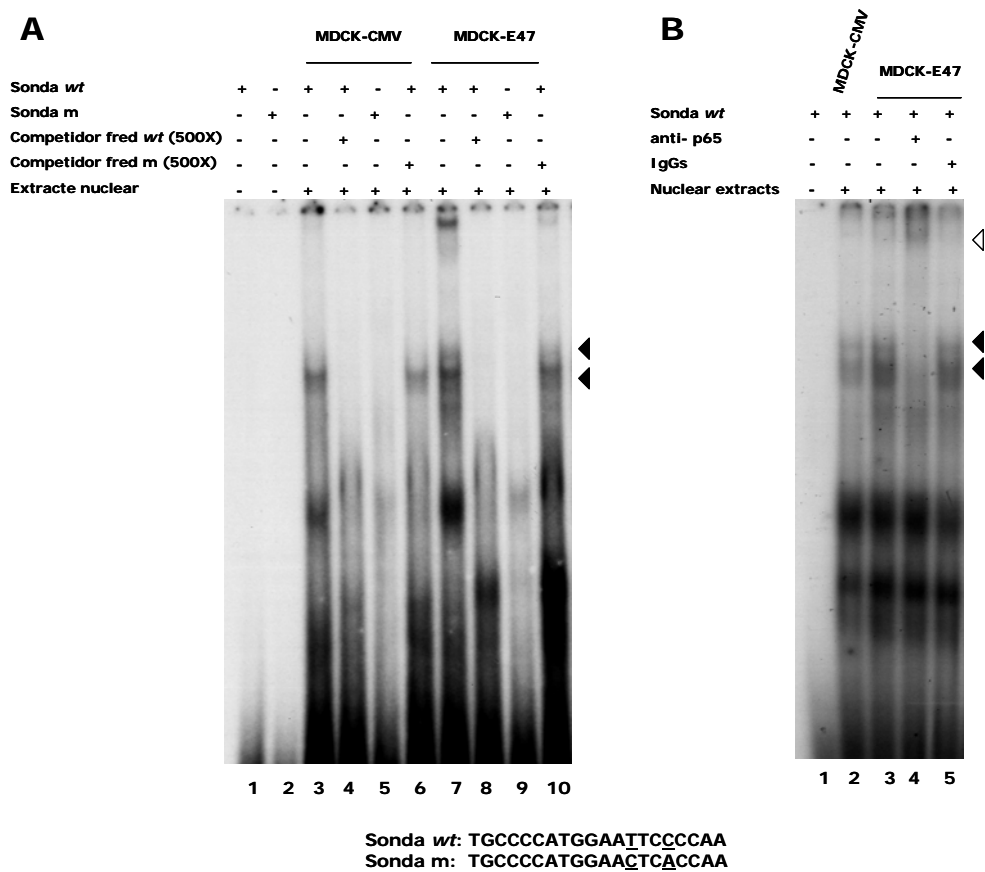 A
MDCK-CMV MDCK-E47
Sonda wt + - + + - + + + - +
Sonda m - + - - + - - - + -
Competidor fred wt (500X) - - - + - - - + - -
Competidor fred m (500X) - - - - - + - - - +
Extracte nuclear - - + + + + + + + +
1 2 3 4 5 6 7 8 9 10
B
MDCK-CMV
MDCK-E47
Sonda wt + + + + +
anti- p65 - - - + -
IgGs - - - - +
Nuclear extracts - + + + +
1 2 3 4 5
Sonda wt: TGCCCCATGGAATTCCCCAA
Sonda m: TGCCCCATGGAACTCACCAA